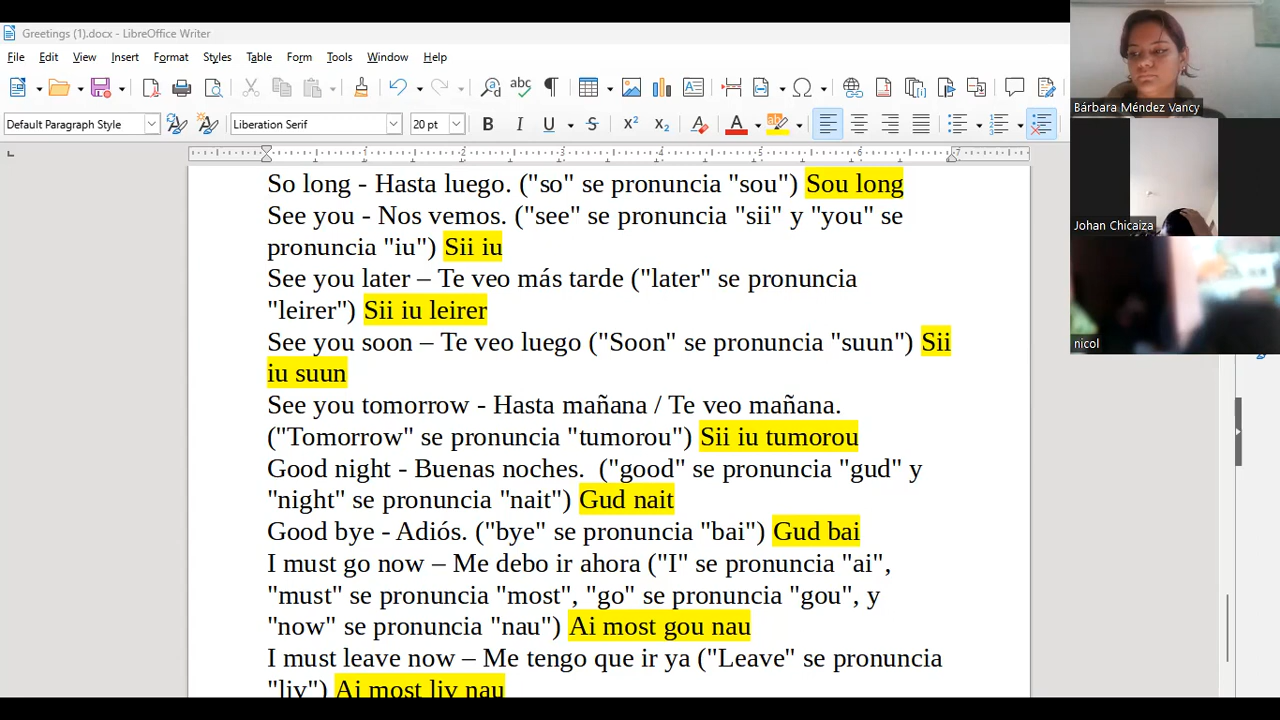 Greetings (1).docx - LibreOffice Writer
File Edit View Insert Format Styles Table Form Tools Window Help
Default Paragraph Style Liberation Serif 20 pt
So long - Hasta luego. ("so" se pronuncia "sou") Sou long
See you - Nos vemos. ("see" se pronuncia "sii" y "you" se
pronuncia "iu") Sii iu
See you later – Te veo más tarde ("later" se pronuncia
"leirer") Sii iu leirer
See you soon – Te veo luego ("Soon" se pronuncia "suun") Sii
iu suun
See you tomorrow - Hasta mañana / Te veo mañana.
("Tomorrow" se pronuncia "tumorou") Sii iu tumorou
Good night - Buenas noches. ("good" se pronuncia "gud" y
"night" se pronuncia "nait") Gud nait
Good bye - Adiós. ("bye" se pronuncia "bai") Gud bai
I must go now – Me debo ir ahora ("I" se pronuncia "ai",
"must" se pronuncia "most", "go" se pronuncia "gou", y
"now" se pronuncia "nau") Ai most gou nau
I must leave now – Me tengo que ir ya ("Leave" se pronuncia
"liv") Ai most liv nau
Bárbara Méndez Vancy
Johan Chicaiza
nicol